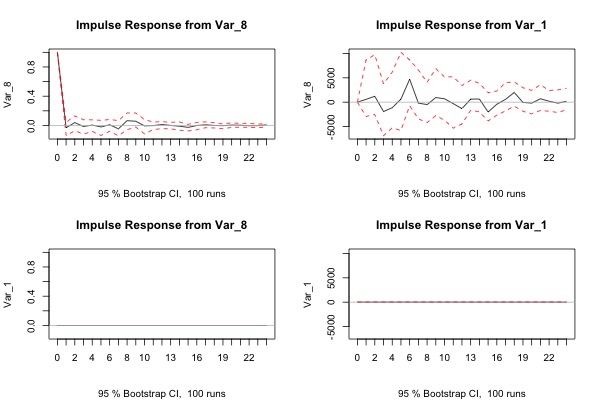 Impulse Response from Var_8
Var_8
0.0 0.4 0.8
0 2 4 6 8 10 13 16 19 22
95 % Bootstrap CI, 100 runs
Impulse Response from Var_1
Var_8
-5000 0 5000
0 2 4 6 8 10 13 16 19 22
95 % Bootstrap CI, 100 runs
Impulse Response from Var_8
Var_1
0.0 0.4 0.8
0 2 4 6 8 10 13 16 19 22
95 % Bootstrap CI, 100 runs
Impulse Response from Var_1
Var_1
-5000 0 5000
0 2 4 6 8 10 13 16 19 22
95 % Bootstrap CI, 100 runs